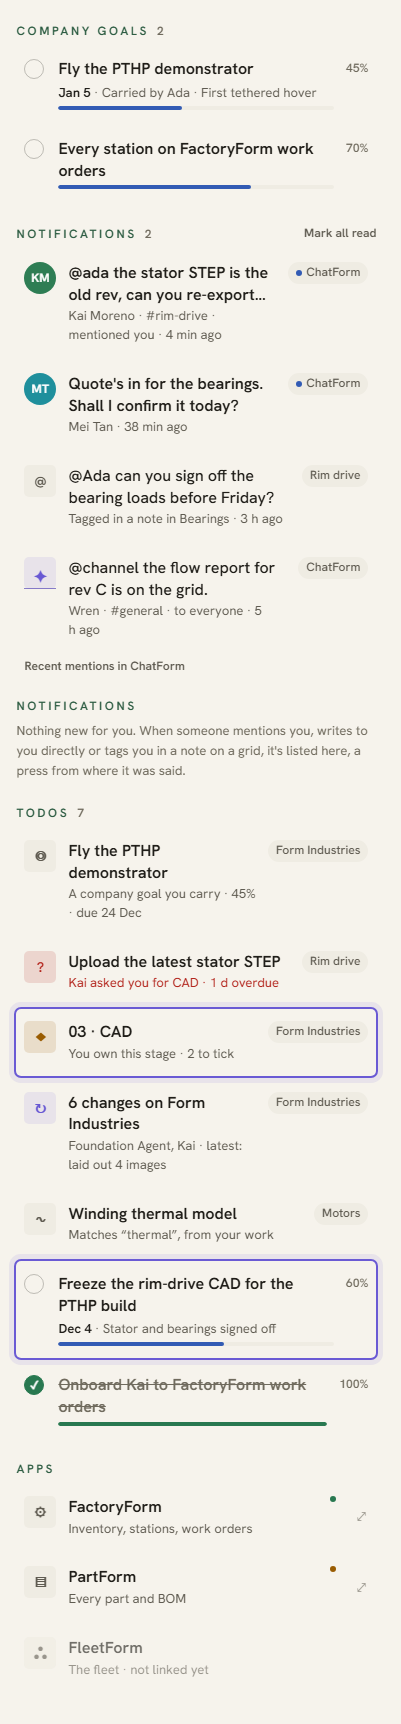 COMPANY GOALS 2
Fly the PTHP demonstrator
45%
Jan 5 · Carried by Ada · First tethered hover
Every station on FactoryForm work
orders
70%
NOTIFICATIONS 2
Mark all read
KM
@ada the stator STEP is the
old rev, can you re-export…
ChatForm
Kai Moreno · #rim-drive ·
mentioned you · 4 min ago
MT
Quote's in for the bearings.
Shall I confirm it today?
ChatForm
Mei Tan · 38 min ago
@
@Ada can you sign off the
bearing loads before Friday?
Rim drive
Tagged in a note in Bearings · 3 h ago
@channel the flow report for
rev C is on the grid.
ChatForm
Wren · #general · to everyone · 5
h ago
Recent mentions in ChatForm
NOTIFICATIONS
Nothing new for you. When someone mentions you, writes to
you directly or tags you in a note on a grid, it's listed here, a
press from where it was said.
TODOS 7
Fly the PTHP
demonstrator
Form Industries
A company goal you carry · 45%
· due 24 Dec
?
Upload the latest stator STEP
Rim drive
Kai asked you for CAD · 1 d overdue
03 · CAD
Form Industries
You own this stage · 2 to tick
6 changes on Form
Industries
Form Industries
Foundation Agent, Kai · latest:
laid out 4 images
Winding thermal model
Motors
Matches “thermal”, from your work
Freeze the rim-drive CAD for the
PTHP build
60%
Dec 4 · Stator and bearings signed off
Onboard Kai to FactoryForm work
orders
100%
APPS
FactoryForm
Inventory, stations, work orders
PartForm
Every part and BOM
FleetForm
The fleet · not linked yet